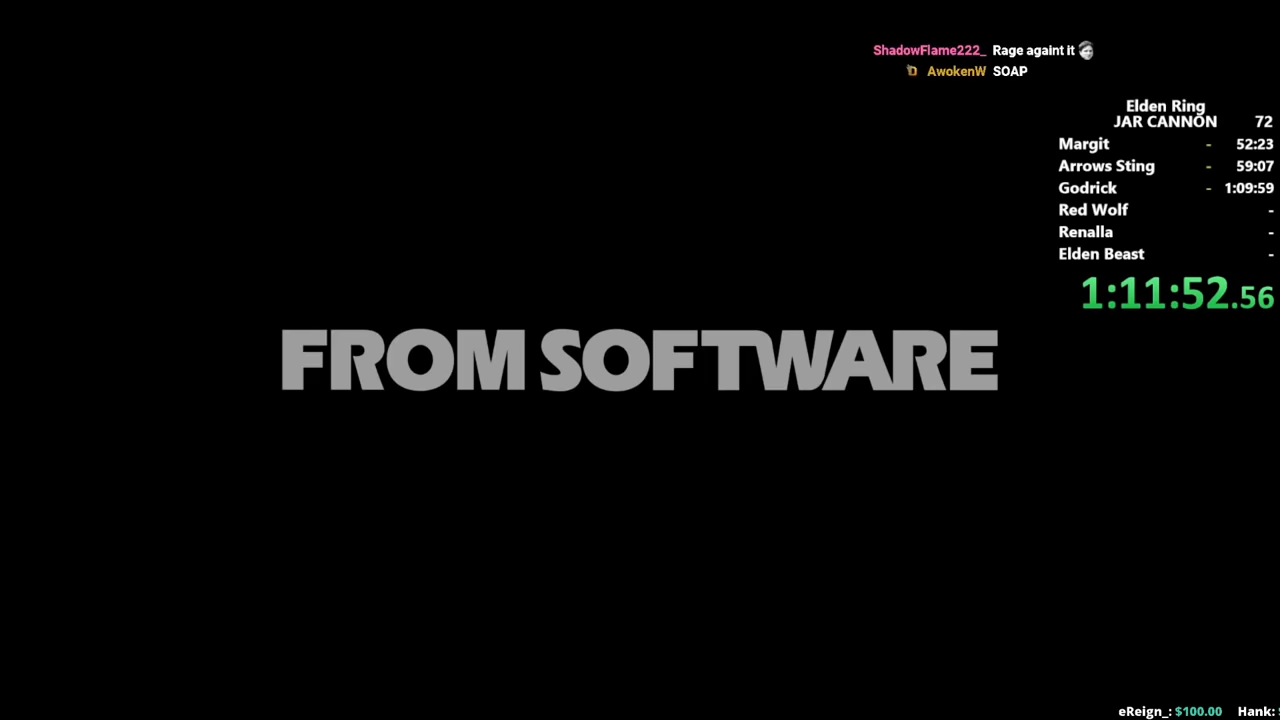 ShadowFlame222_ Rage againt it
AwokenW SOAP
Elden Ring
JAR CANNON 72
Margit - 52:23
Arrows Sting - 59:07
Godrick - 1:09:59
Red Wolf -
Renalla -
Elden Beast -
1:11:52.56
FROM SOFTWARE
eReign_: $100.00 Hank: